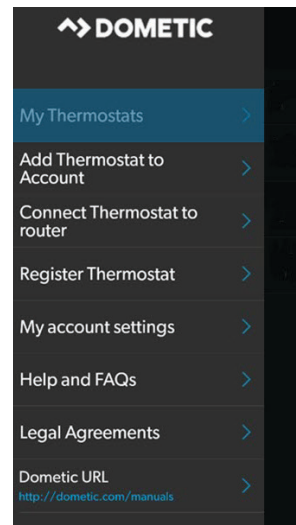 DOMETIC
My Thermostats
Add Thermostat to
Account
Connect Thermostat to
router
Register Thermostat
My account settings
Help and FAQs
Legal Agreements
Dometic URL
http://dometic.com/manuals